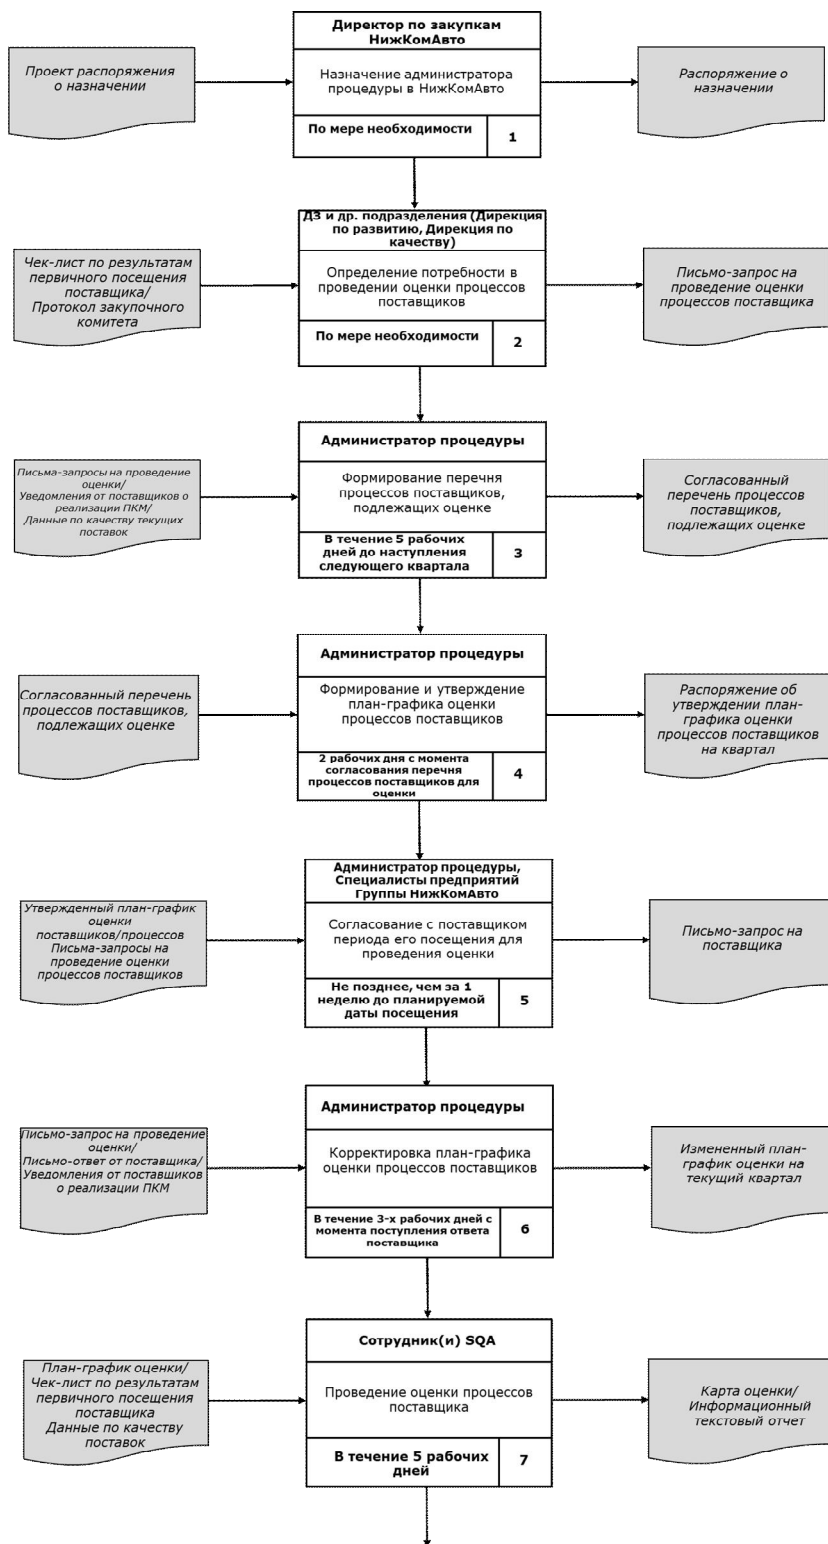 Директор по закупкам
НижКомАвто
Проект распоряжения
о назначении
Назначение администратора
процедуры в НижКомАвто
Распоряжение о
назначении
По мере необходимости
1
ДЗ и др. подразделения (Дирекция
по развитию, Дирекция по
качеству)
Чек-лист по результатам
первичного посещения
поставщика/
Протокол закупочного
комитета
Определение потребности в
проведении оценки процессов
поставщиков
Письмо-запрос на
проведение оценки
процессов поставщика
По мере необходимости
2
Администратор процедуры
Письма-запросы на проведение
оценки/
Уведомления от поставщиков о
реализации ПКМ/
Данные по качеству текущих
поставок
Формирование перечня
процессов поставщиков,
подлежащих оценке
Согласованный
перечень процессов
поставщиков,
подлежащих оценке
В течение 5 рабочих
дней до наступления
следующего квартала
3
Администратор процедуры
Согласованный перечень
процессов поставщиков,
подлежащих оценке
Формирование и утверждение
план-графика оценки
процессов поставщиков
Распоряжение об
утверждении план-
графика оценки
процессов поставщиков
на квартал
2 рабочих дня с момента
согласования перечня
процессов поставщиков для
оценки
4
Администратор процедуры,
Специалисты предприятий
Группы НижКомАвто
Утвержденный план-график
оценки
поставщиков/процессов
Письма-запросы на
проведение оценки
процессов поставщиков
Согласование с поставщиком
периода его посещения для
проведения оценки
Письмо-запрос на
поставщика
Не позднее, чем за 1
неделю до планируемой
даты посещения
5
Администратор процедуры
Письмо-запрос на проведение
оценки/
Письмо-ответ от поставщика/
Уведомления от поставщиков
о реализации ПКМ
Корректировка план-графика
оценки процессов поставщиков
Измененный план-
график оценки на
текущий квартал
В течение 3-х рабочих дней с
момента поступления ответа
поставщика
6
Сотрудник(и) SQA
План-график оценки/
Чек-лист по результатам
первичного посещения
поставщика
Данные по качеству
поставок
Проведение оценки процессов
поставщика
Карта оценки/
Информационный
текстовый отчет
В течение 5 рабочих
дней
7